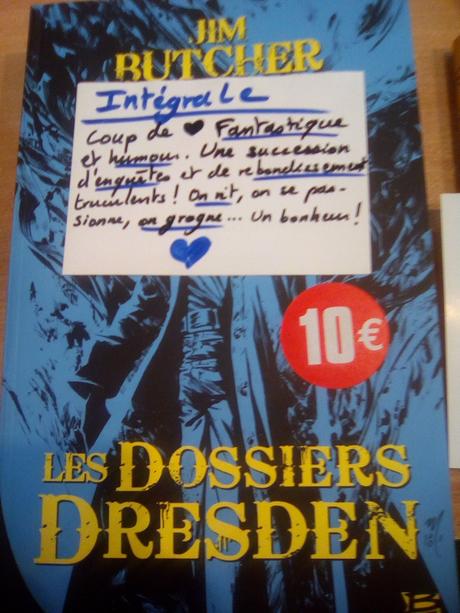 JIM
BUTCHER
Intégrale
Coup de ♥ Fantastique
et humour. Une succession
d'enquêtes et de rebondissement
truculents! On rit, on se pas-
sionne, on grogne... Un bonheur!
10€
LES DOSSIERS
DRESDEN